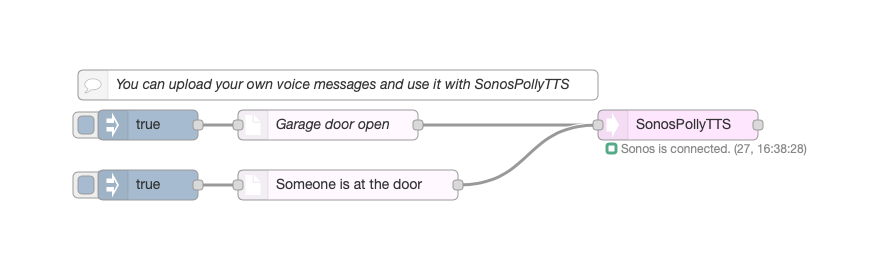 You can upload your own voice messages and use it with SonosPollyTTS
true
Garage door open
SonosPollyTTS
Sonos is connected. (27, 16:38:28)
true
Someone is at the door